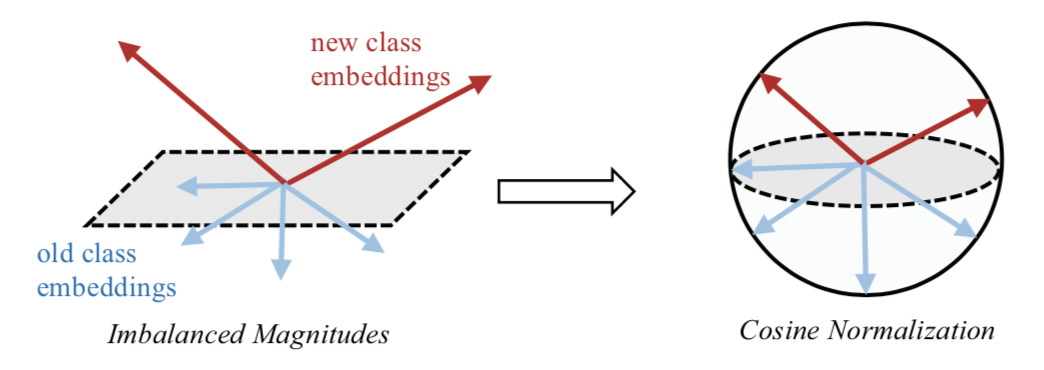 new class
embeddings
old class
embeddings
Imbalanced Magnitudes
Cosine Normalization